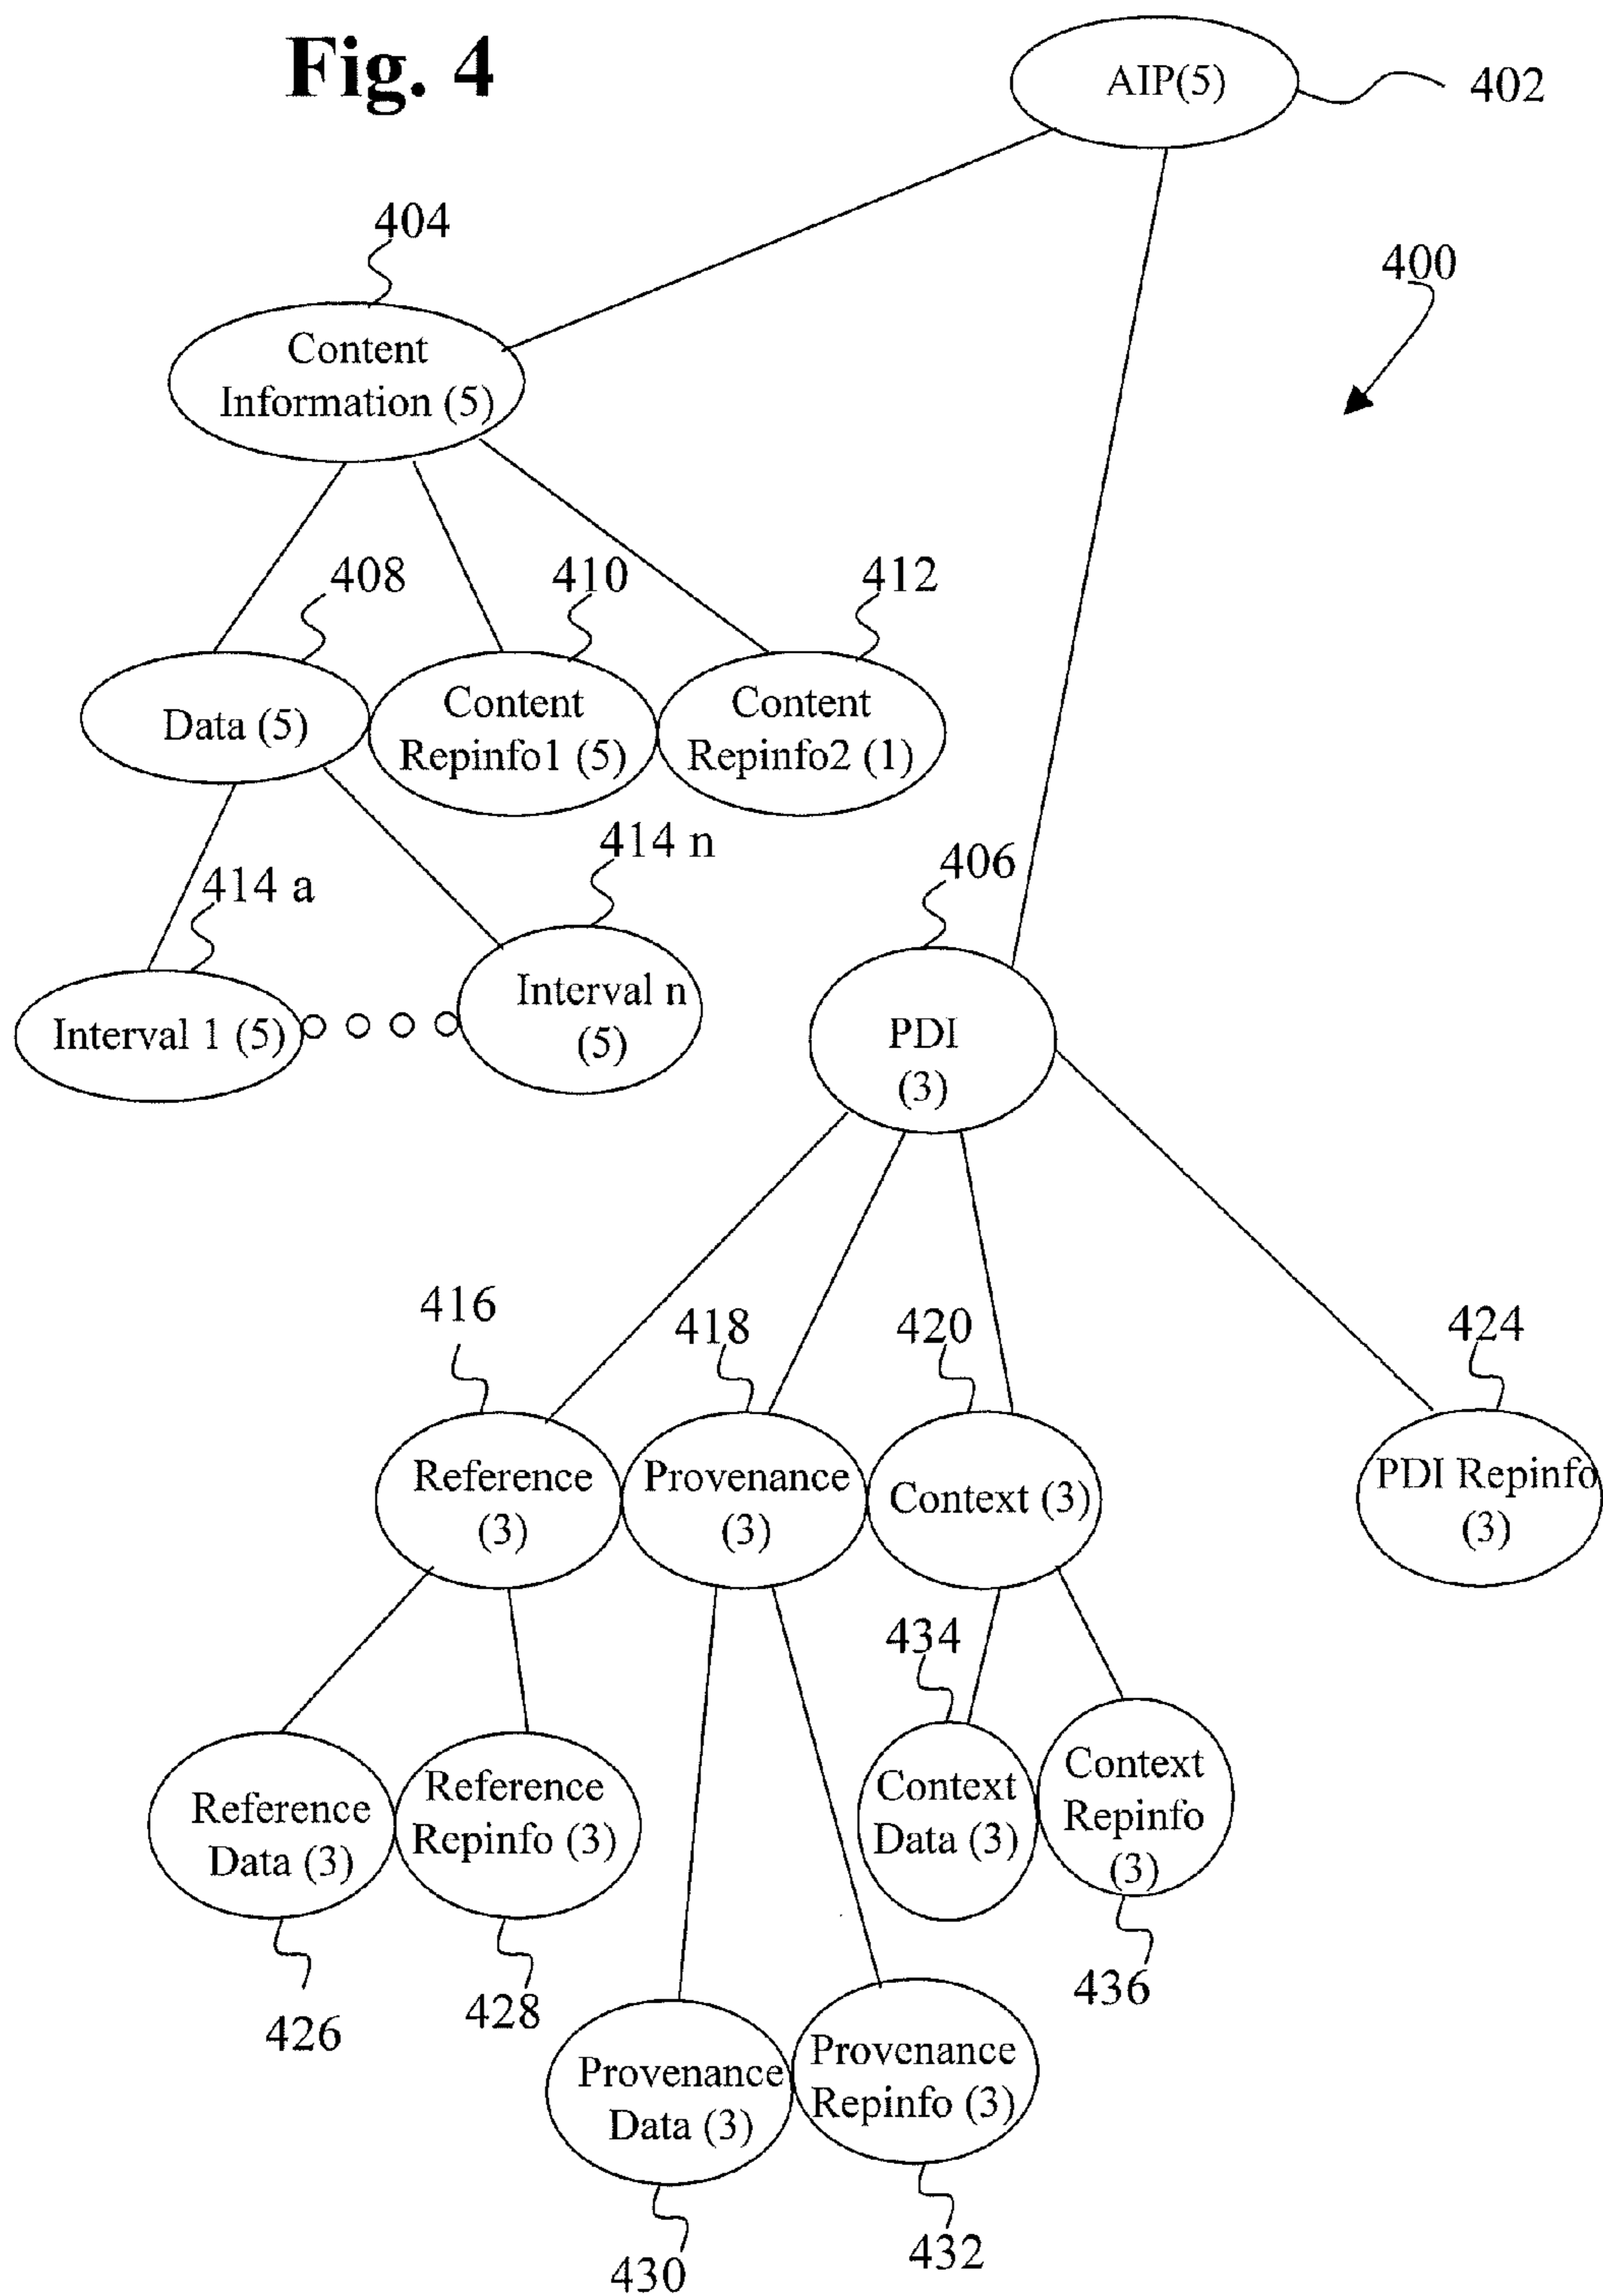 Fig. 4
AIP(5)
402
404
400
Content
Information (5)
408
410
412
Data (5)
Content
Repinfo1 (5)
Content
Repinfo2 (1)
414 a
414 n
406
Interval 1 (5)
Interval n
(5)
PDI
(3)
416
418
420
424
Reference
(3)
Provenance
(3)
Context (3)
PDI Repinfo
(3)
434
Reference
Data (3)
Reference
Repinfo (3)
Context
Data (3)
Context
Repinfo
(3)
426
428
436
Provenance
Data (3)
Provenance
Repinfo (3)
430
432